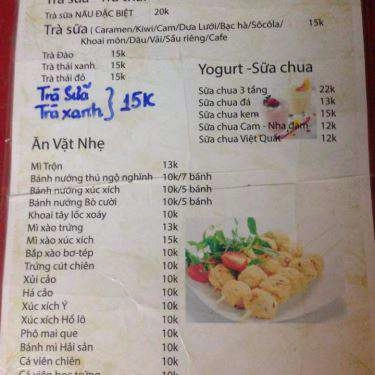 Trà sữa NÂU ĐẶC BIỆT 20k
Trà sữa ( Caramen/Kiwi/Cam/Dưa Lưới/Bạc hà/Sôcôla/ 15k
Khoai môn/Dâu/Vải/Sầu riêng/Cafe
Trà Đào 15k
Trà thái xanh 15k
Trà thái đỏ 15k
Trà Sữa
Trà xanh } 15K
Yogurt -Sữa chua
Sữa chua 3 tầng 22k
Sữa chua đá 13k
Sữa chua kem 15k
Sữa chua Cam - Nha đam 12k
Sữa chua Việt Quất 12k
Ăn Vặt Nhẹ
Mì Trộn 13k
Bánh nướng thú ngộ nghĩnh 10k/7 bánh
Bánh nướng xúc xích 10k/5 bánh
Bánh nướng Bò cười 10k/5 bánh
Khoai tây lốc xoáy 10k
Mì xào trứng 13k
Mì xào xúc xích 15k
Bắp xào bơ-tép 10k
Trứng cút chiên 10k
Xủi cảo 10k
Há cảo 10k
Xúc xích Ý 10k
Xúc xích Hồ lô 10k
Phô mai que 10k
Bánh mì Hải sản 10k
Cá viên chiên 10k
10k